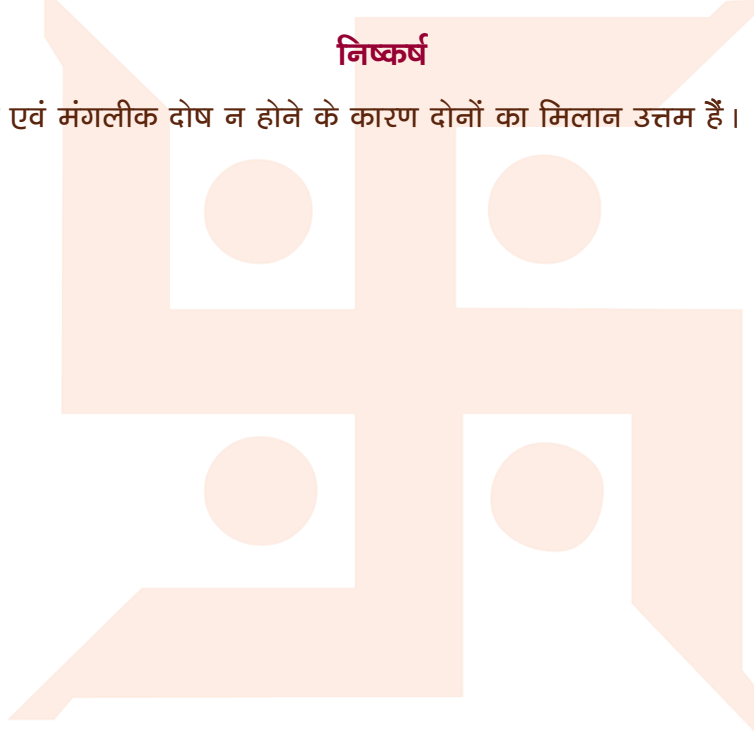 निष्कर्ष
एवं मंगलीक दोष न होने के कारण दोनों का मिलान उत्तम हैं।